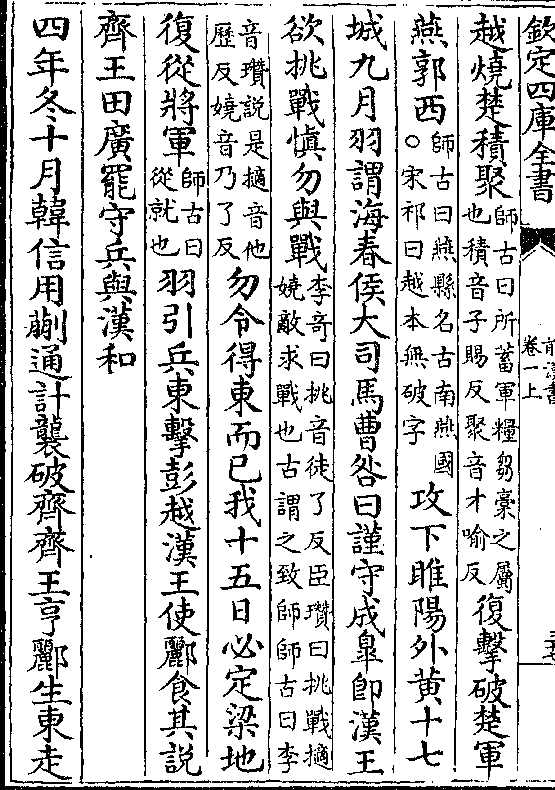 欽定四庫全書
卷一上
越燒楚積聚師古曰所蓄軍糧芻藁之屬也積音子賜反聚音才喻反復擊破楚軍
燕郭西師古曰燕縣名古南燕國○宋祁曰越本無破字攻下睢陽外黃十七
城九月羽謂海春侯大司馬曹咎曰謹守成臯卽漢王
欲挑戰慎勿與戰李奇曰挑音徒了反臣瓚曰挑戰擿嬈敵求戰也古謂之致師師古曰李
音瓚說是擿音他歷反嬈音乃了反勿令得東而已我十五日必定梁地
復從將軍師古曰從就也羽引兵東擊彭越漢王使酈食其說
齊王田廣罷守兵與漢和
四年冬十月韓信用蒯通計襲破齊齊王亨酈生東走